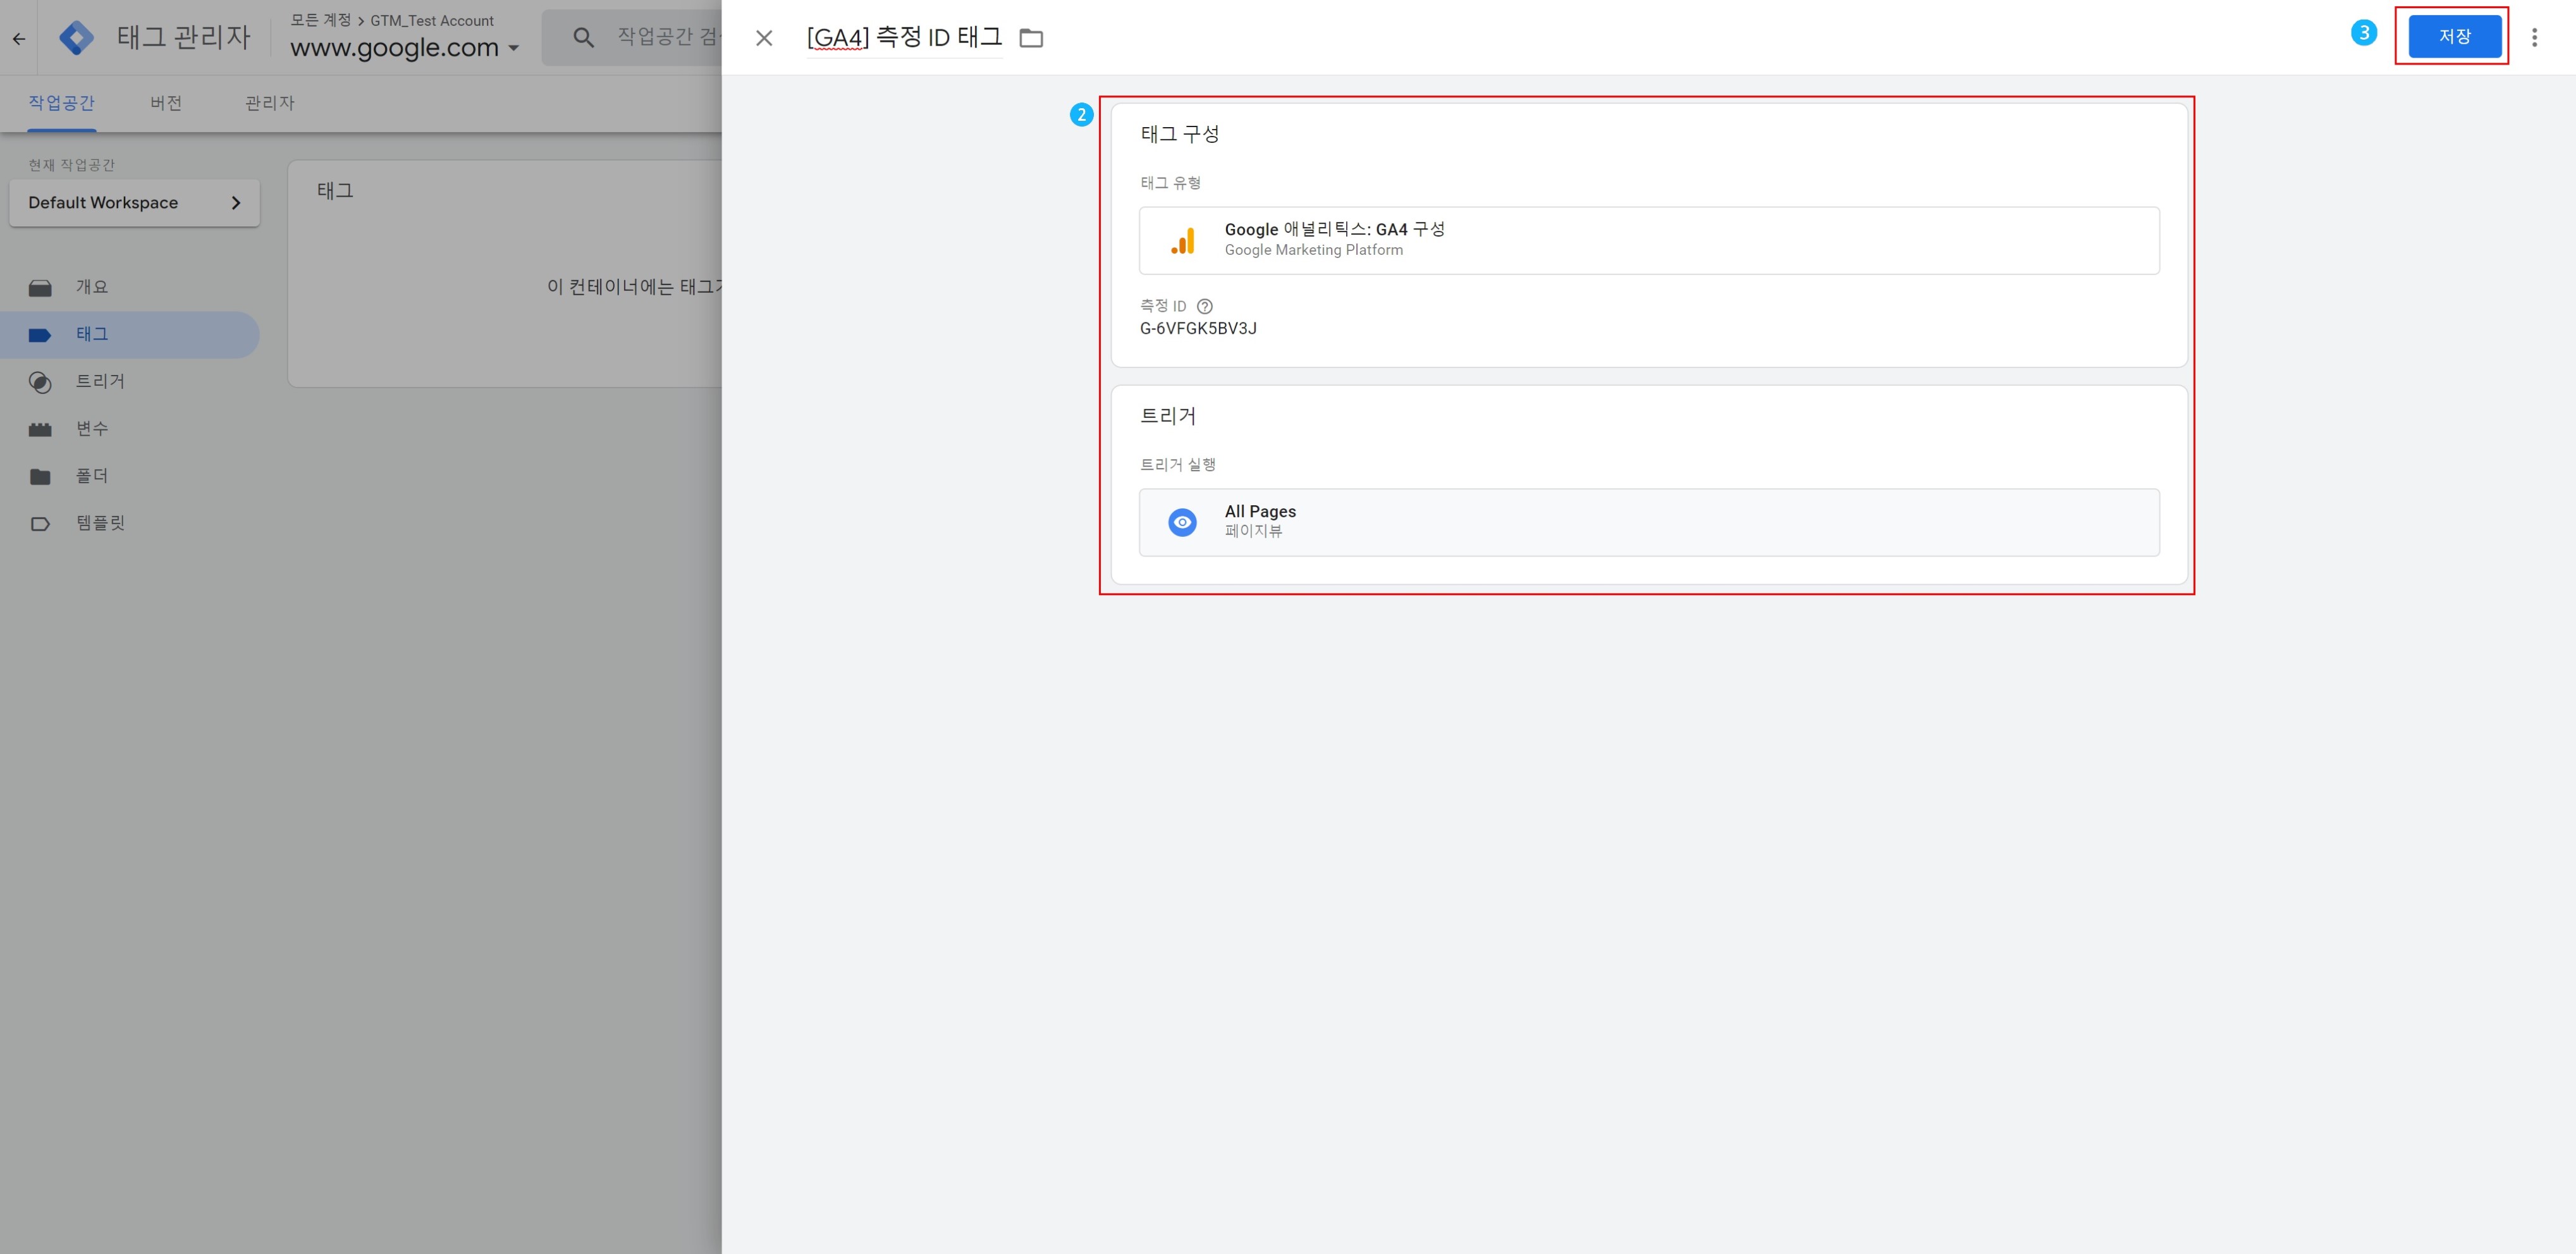 태그 관리자
모든 계정 > GTM_Test Account
www.google.com
작업공간 검
작업공간
버전
관리자
현재 작업공간
Default Workspace
개요
태그
트리거
변수
폴더
템플릿
태그
이 컨테이너에는 태그가
[GA4] 측정 ID 태그
3
저장
2
태그 구성
태그 유형
Google 애널리틱스: GA4 구성
Google Marketing Platform
측정 ID
G-6VFGK5BV3J
트리거
트리거 실행
All Pages
페이지뷰